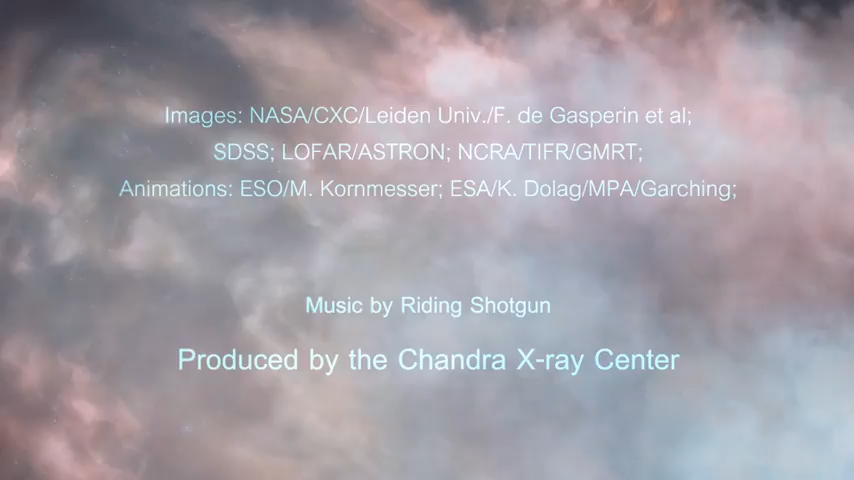 Images: NASA/CXC/Leiden Univ./F. de Gasperin et al;
SDSS; LOFAR/ASTRON; NCRA/TIFR/GMRT;
Animations: ESO/M. Kornmesser; ESA/K. Dolag/MPA/Garching;
Music by Riding Shotgun
Produced by the Chandra X-ray Center